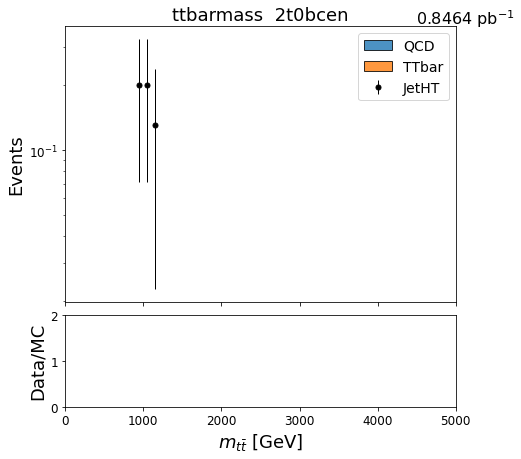 ttbarmass 2t0bcen
0.8464 pb⁻¹
QCD
TTbar
JetHT
Events
10⁻¹
Data/MC
2
1
0
0 1000 2000 3000 4000 5000
m_{tt̄} [GeV]